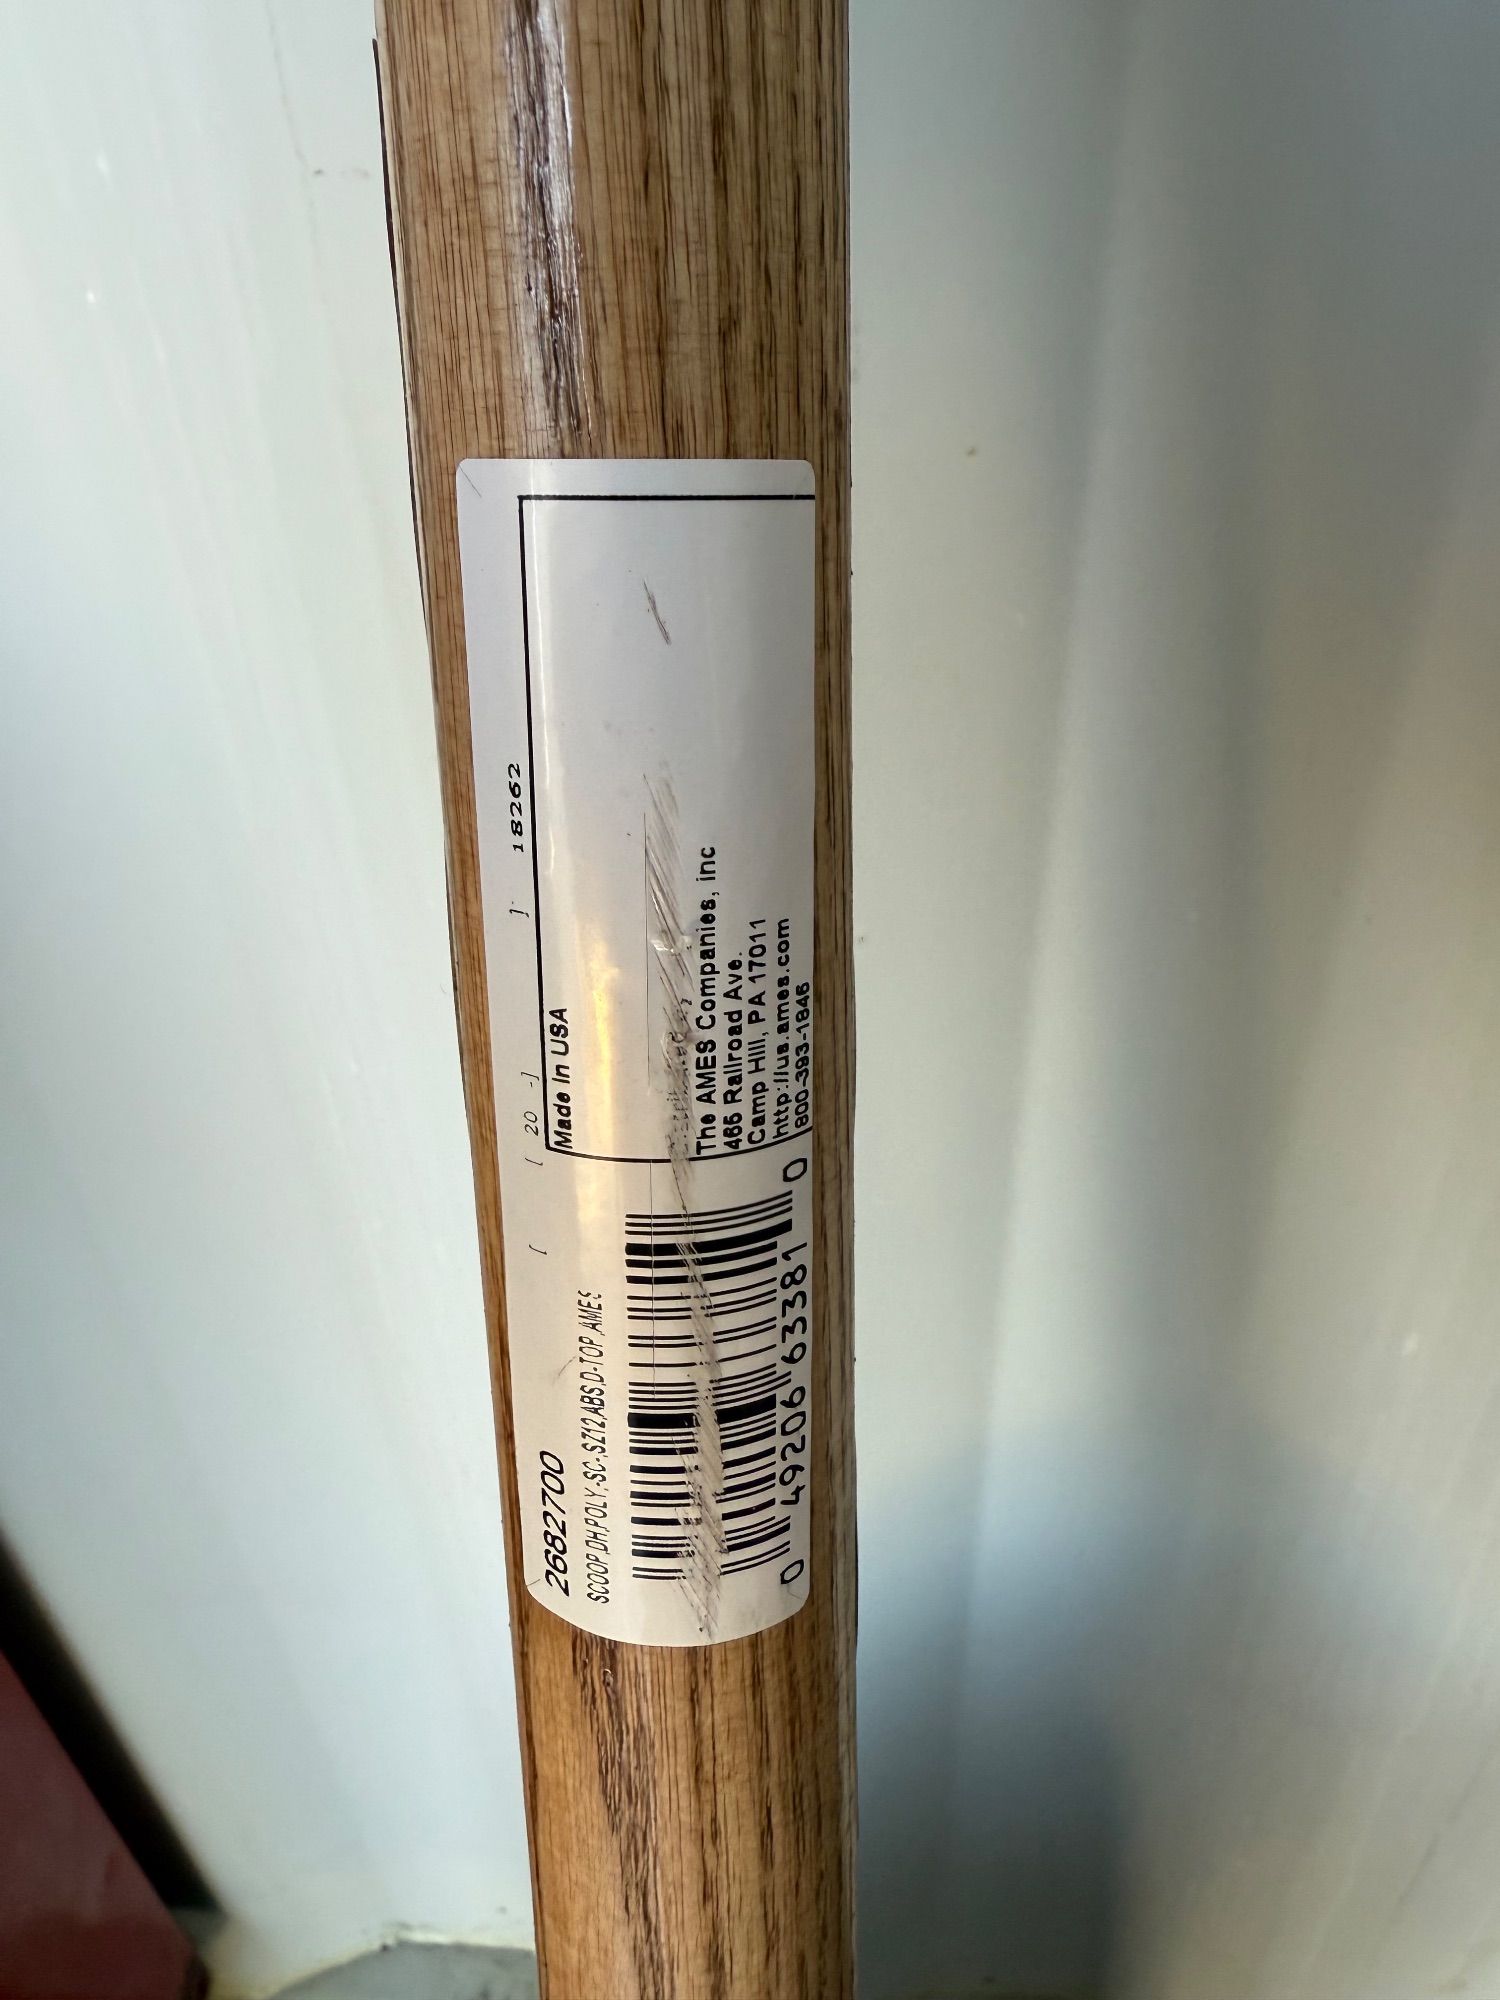 [ [ 20 -] ] 18262
2682700
SCOOP,DH,POLY,-SC-,SZ12,ABS,D-TOP,AMES
0 49206 63381 0
Made In USA
The AMES Companies, inc
465 Railroad Ave.
Camp Hill, PA 17011
http://us.ames.com
800-393-1846